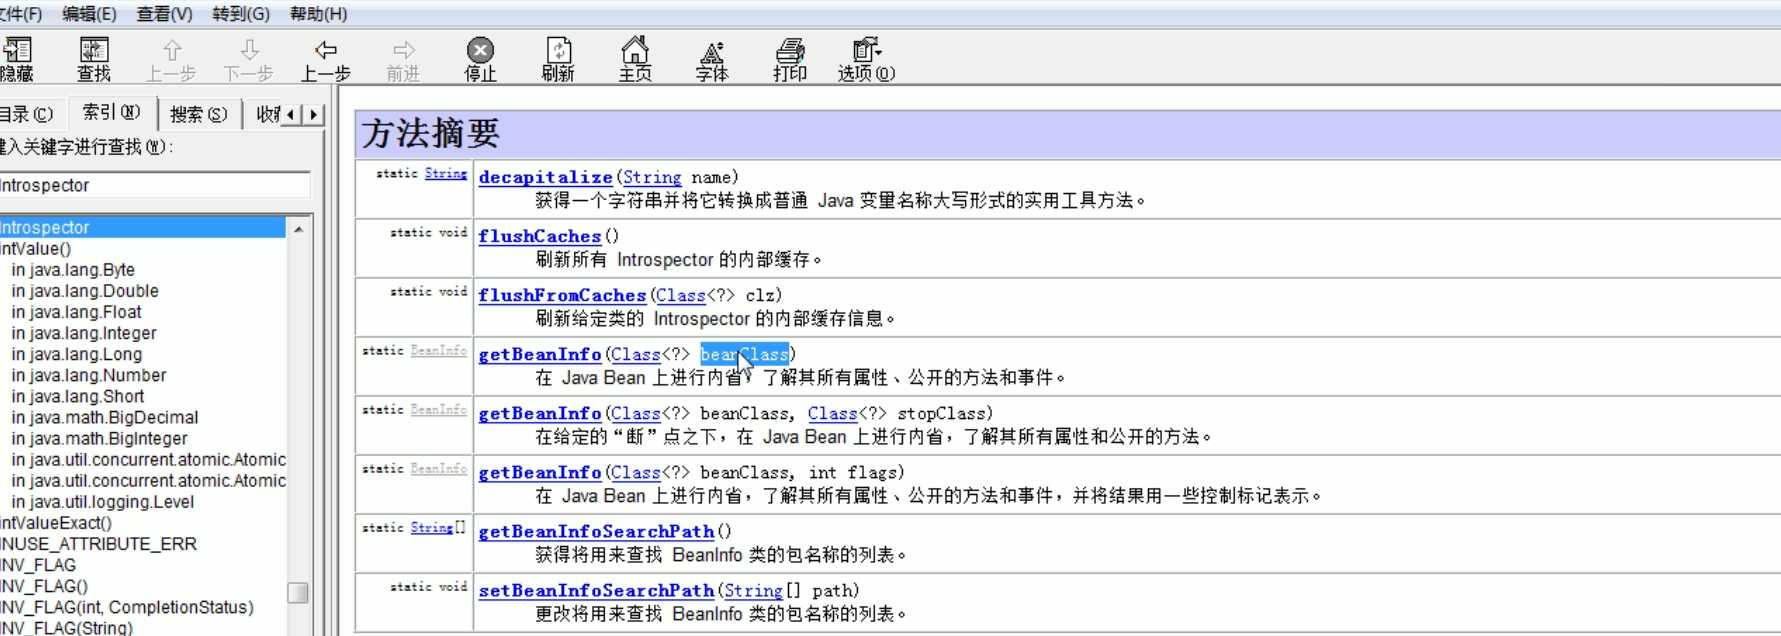 文件(F) 编辑(E) 查看(V) 转到(G) 帮助(H)
隐藏 查找 上一步 下一步 上一步 前进 停止 刷新 主页 字体 打印 选项(O)
目录(C) 索引(N) 搜索(S) 收藏
键入关键字进行查找(W):
Introspector
Introspector
intValue()
in java.lang.Byte
in java.lang.Double
in java.lang.Float
in java.lang.Integer
in java.lang.Long
in java.lang.Number
in java.lang.Short
in java.math.BigDecimal
in java.math.BigInteger
in java.util.concurrent.atomic.Atomic
in java.util.concurrent.atomic.Atomic
in java.util.logging.Level
intValueExact()
INUSE_ATTRIBUTE_ERR
INV_FLAG
INV_FLAG()
INV_FLAG(int, CompletionStatus)
INV_FLAG(String)
方法摘要
static String decapitalize(String name)
获得一个字符串并将它转换成普通 Java 变量名称大写形式的实用工具方法。
static void flushCaches()
刷新所有 Introspector 的内部缓存。
static void flushFromCaches(Class<?> clz)
刷新给定类的 Introspector 的内部缓存信息。
static BeanInfo getBeanInfo(Class<?> beanClass)
在 Java Bean 上进行内省，了解其所有属性、公开的方法和事件。
static BeanInfo getBeanInfo(Class<?> beanClass, Class<?> stopClass)
在给定的“断”点之下，在 Java Bean 上进行内省，了解其所有属性和公开的方法。
static BeanInfo getBeanInfo(Class<?> beanClass, int flags)
在 Java Bean 上进行内省，了解其所有属性、公开的方法和事件，并将结果用一些控制标记表示。
static String[] getBeanInfoSearchPath()
获得将用来查找 BeanInfo 类的包名称的列表。
static void setBeanInfoSearchPath(String[] path)
更改将用来查找 BeanInfo 类的包名称的列表。